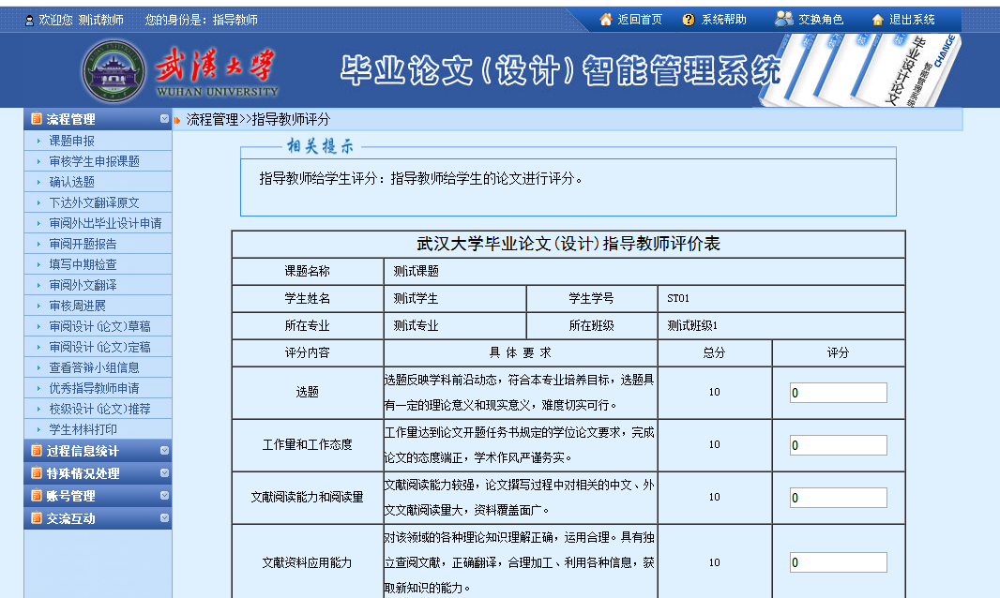 欢迎您 测试教师 您的身份是：指导教师
返回首页 系统帮助 交换角色 退出系统
武汉大学
WUHAN UNIVERSITY
毕业论文(设计)智能管理系统
CHANGE
毕业设计论文
智能管理系统
流程管理
流程管理>>指导教师评分
课题申报
审核学生申报课题
确认选题
下达外文翻译原文
审阅外出毕业设计申请
审阅开题报告
填写中期检查
审阅外文翻译
审核周进展
审阅设计(论文)草稿
审阅设计(论文)定稿
查看答辩小组信息
优秀指导教师申请
校级设计(论文)推荐
学生材料打印
过程信息统计
特殊情况处理
账号管理
交流互动
相关提示
指导教师给学生评分：指导教师给学生的论文进行评分。
武汉大学毕业论文(设计)指导教师评价表
课题名称 测试课题
学生姓名 测试学生 学生学号 ST01
所在专业 测试专业 所在班级 测试班级1
评分内容 具 体 要 求 总分 评分
选题
选题反映学科前沿动态，符合本专业培养目标，选题具
有一定的理论意义和现实意义，难度切实可行。
10 0
工作量和工作态度
工作量达到论文开题任务书规定的学位论文要求，完成
论文的态度端正，学术作风严谨务实。
10 0
文献阅读能力和阅读量
文献阅读能力较强，论文撰写过程中对相关的中文、外
文文献阅读量大，资料覆盖面广。
10 0
文献资料应用能力
对该领域的各种理论知识理解正确，运用合理。具有独
立查阅文献，正确翻译，合理加工、利用各种信息，获
取新知识的能力。
10 0